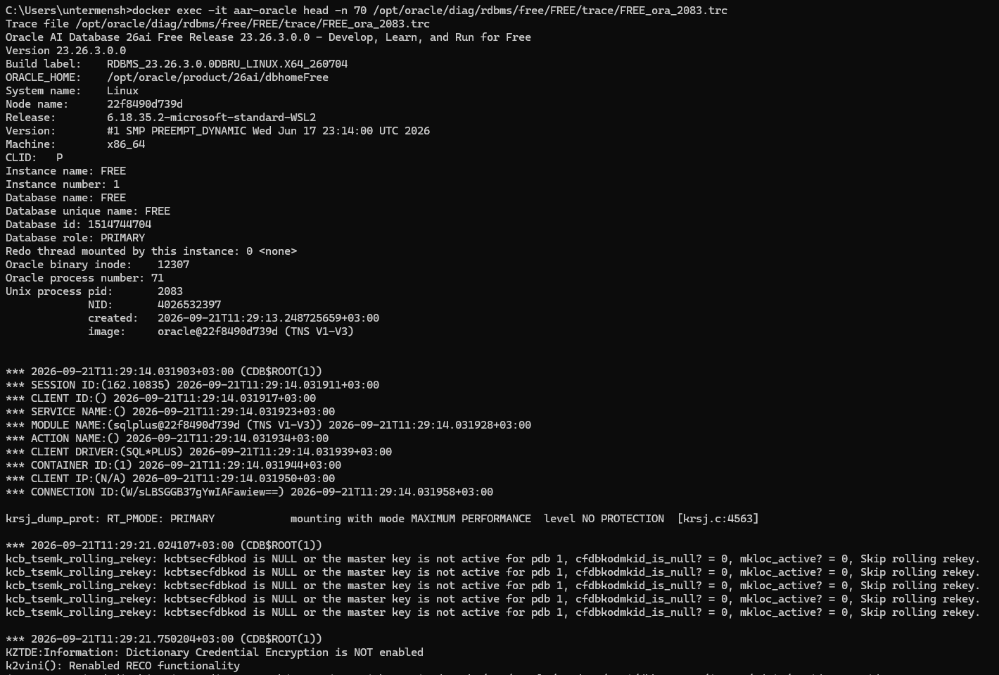 C:\Users\untermensh>docker exec -it aar-oracle head -n 70 /opt/oracle/diag/rdbms/free/FREE/trace/FREE_ora_2083.trc
Trace file /opt/oracle/diag/rdbms/free/FREE/trace/FREE_ora_2083.trc
Oracle AI Database 26ai Free Release 23.26.3.0.0 - Develop, Learn, and Run for Free
Version 23.26.3.0.0
Build label:    RDBMS_23.26.3.0.0DBRU_LINUX.X64_260704
ORACLE_HOME:    /opt/oracle/product/26ai/dbhomeFree
System name:    Linux
Node name:      22f8490d739d
Release:        6.18.35.2-microsoft-standard-WSL2
Version:        #1 SMP PREEMPT_DYNAMIC Wed Jun 17 23:14:00 UTC 2026
Machine:        x86_64
CLID:   P
Instance name: FREE
Instance number: 1
Database name: FREE
Database unique name: FREE
Database id: 1514744704
Database role: PRIMARY
Redo thread mounted by this instance: 0 <none>
Oracle binary inode:    12307
Oracle process number: 71
Unix process pid:       2083
             NID:       4026532397
             created:   2026-09-21T11:29:13.248725659+03:00
             image:     oracle@22f8490d739d (TNS V1-V3)
*** 2026-09-21T11:29:14.031903+03:00 (CDB$ROOT(1))
*** SESSION ID:(162.10835) 2026-09-21T11:29:14.031911+03:00
*** CLIENT ID:() 2026-09-21T11:29:14.031917+03:00
*** SERVICE NAME:() 2026-09-21T11:29:14.031923+03:00
*** MODULE NAME:(sqlplus@22f8490d739d (TNS V1-V3)) 2026-09-21T11:29:14.031928+03:00
*** ACTION NAME:() 2026-09-21T11:29:14.031934+03:00
*** CLIENT DRIVER:(SQL*PLUS) 2026-09-21T11:29:14.031939+03:00
*** CONTAINER ID:(1) 2026-09-21T11:29:14.031944+03:00
*** CLIENT IP:(N/A) 2026-09-21T11:29:14.031950+03:00
*** CONNECTION ID:(W/sLBSGGB37gYwIAFawiew==) 2026-09-21T11:29:14.031958+03:00
krsj_dump_prot: RT_PMODE: PRIMARY            mounting with mode MAXIMUM PERFORMANCE  level NO PROTECTION  [krsj.c:4563]
*** 2026-09-21T11:29:21.024107+03:00 (CDB$ROOT(1))
kcb_tsemk_rolling_rekey: kcbtsecfdbkod is NULL or the master key is not active for pdb 1, cfdbkodmkid_is_null? = 0, mkloc_active? = 0, Skip rolling rekey.
kcb_tsemk_rolling_rekey: kcbtsecfdbkod is NULL or the master key is not active for pdb 1, cfdbkodmkid_is_null? = 0, mkloc_active? = 0, Skip rolling rekey.
kcb_tsemk_rolling_rekey: kcbtsecfdbkod is NULL or the master key is not active for pdb 1, cfdbkodmkid_is_null? = 0, mkloc_active? = 0, Skip rolling rekey.
kcb_tsemk_rolling_rekey: kcbtsecfdbkod is NULL or the master key is not active for pdb 1, cfdbkodmkid_is_null? = 0, mkloc_active? = 0, Skip rolling rekey.
kcb_tsemk_rolling_rekey: kcbtsecfdbkod is NULL or the master key is not active for pdb 1, cfdbkodmkid_is_null? = 0, mkloc_active? = 0, Skip rolling rekey.
*** 2026-09-21T11:29:21.750204+03:00 (CDB$ROOT(1))
KZTDE:Information: Dictionary Credential Encryption is NOT enabled
k2vini(): Renabled RECO functionality